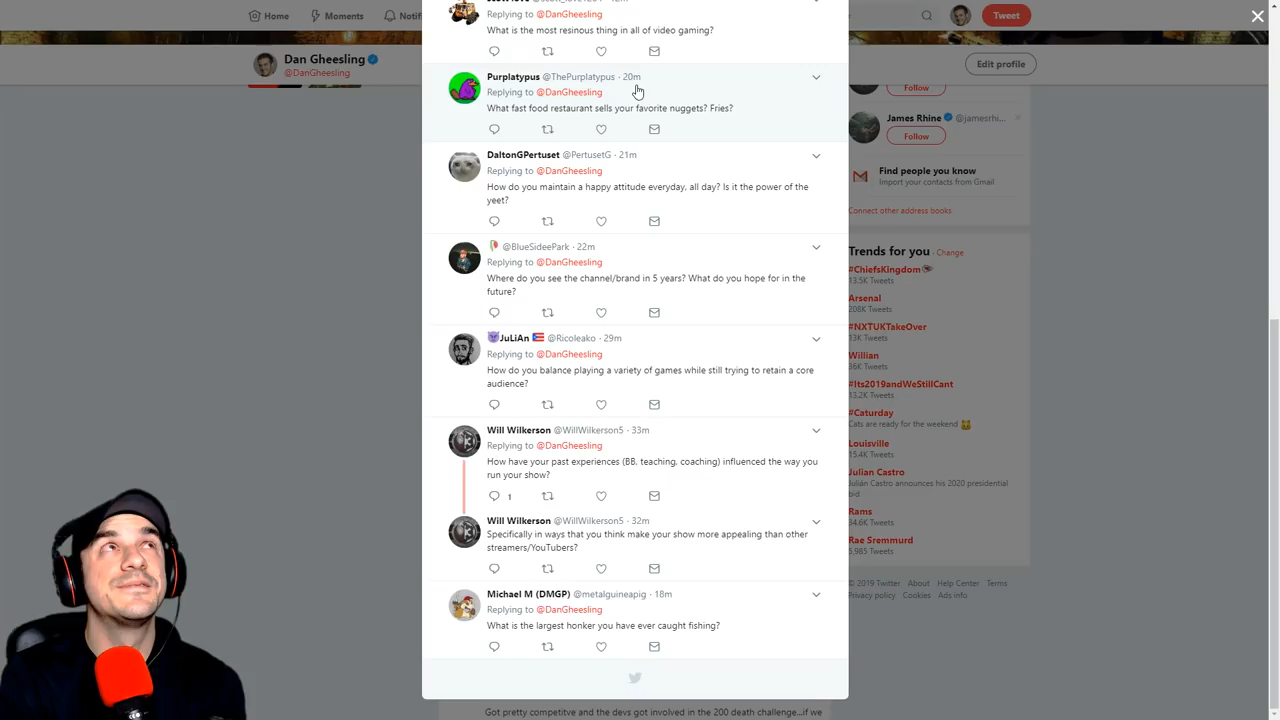 Home Moments Notifi Tweet
Dan Gheesling
@DanGheesling
Edit profile
Replying to @DanGheesling
What is the most resinous thing in all of video gaming?
Purplatypus @ThePurplatypus · 20m
Replying to @DanGheesling
What fast food restaurant sells your favorite nuggets? Fries?
DaltonGPertuset @PertusetG · 21m
Replying to @DanGheesling
How do you maintain a happy attitude everyday, all day? Is it the power of the
yeet?
@BlueSideePark · 22m
Replying to @DanGheesling
Where do you see the channel/brand in 5 years? What do you hope for in the
future?
JuLiAn @Ricoleako · 29m
Replying to @DanGheesling
How do you balance playing a variety of games while still trying to retain a core
audience?
Will Wilkerson @WillWilkerson5 · 33m
Replying to @DanGheesling
How have your past experiences (BB, teaching, coaching) influenced the way you
run your show?
1
Will Wilkerson @WillWilkerson5 · 32m
Specifically in ways that you think make your show more appealing than other
streamers/YouTubers?
Michael M (DMGP) @metalguineapig · 18m
Replying to @DanGheesling
What is the largest honker you have ever caught fishing?
Got pretty competitve and the devs got involved in the 200 death challenge...if we
Follow
James Rhine @jamesrhi...
Follow
Find people you know
Import your contacts from Gmail
Connect other address books
Trends for you · Change
#ChiefsKingdom
13.5K Tweets
Arsenal
208K Tweets
#NXTUKTakeOver
13K Tweets
Willian
36K Tweets
#Its2019andWeStillCant
13.2K Tweets
#Caturday
Cats are ready for the weekend
Louisville
15.4K Tweets
Julian Castro
Julián Castro announces his 2020 presidential
bid
Rams
34.6K Tweets
Rae Sremmurd
5,985 Tweets
© 2019 Twitter About Help Center Terms
Privacy policy Cookies Ads info